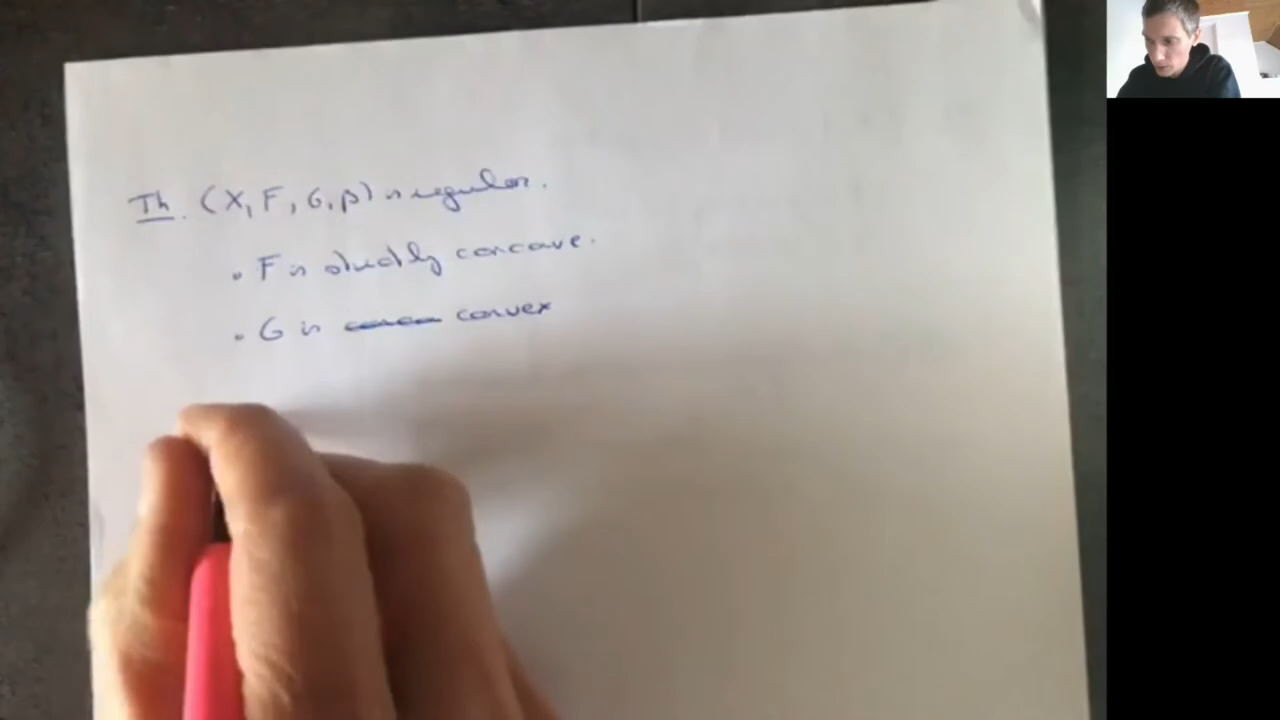 Th. (X, F, G, β) is regular.
• F is strictly concave.
• G is convex